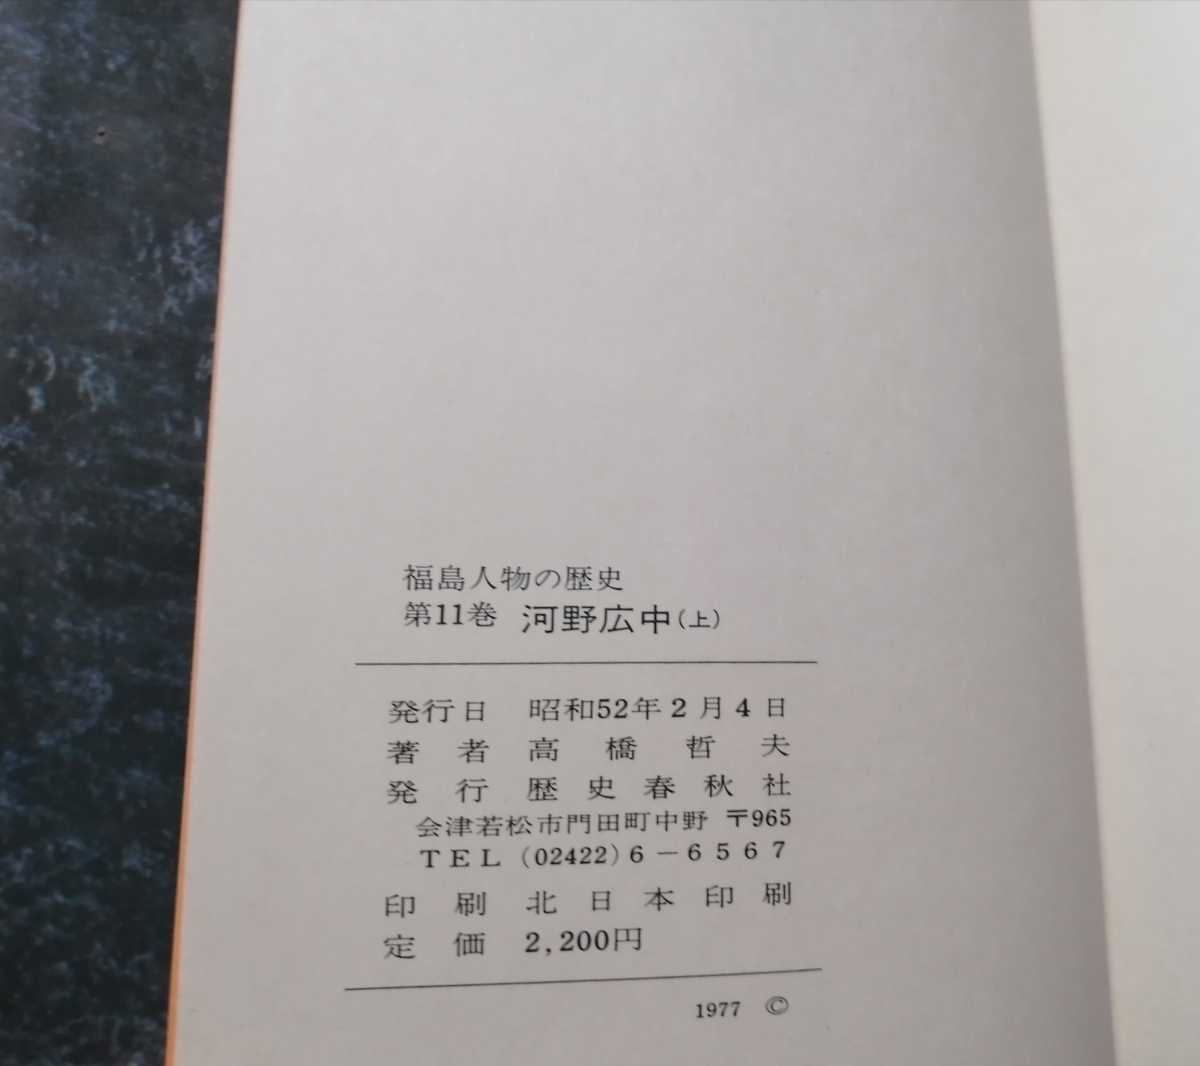 福島人物の歴史
第11巻 河野広中(上)
発行日 昭和52年2月4日
著者 高橋哲夫
発行 歴史春秋社
会津若松市門田町中野 〒965
TEL (02422)6-6567
印刷 北日本印刷
定価 2,200円
1977 ©